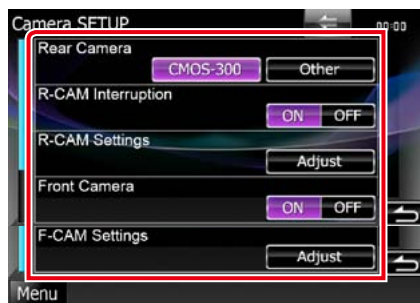 Camera SETUP
00:00
Rear Camera
CMOS-300 Other
R-CAM Interruption
ON OFF
R-CAM Settings
Adjust
Front Camera
ON OFF
F-CAM Settings
Adjust
Menu